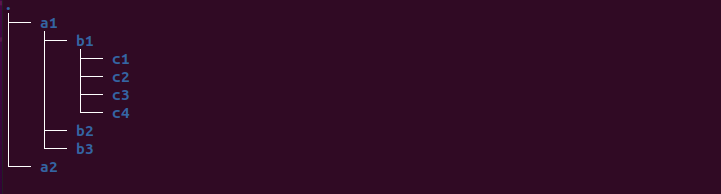 .
├── a1
│   ├── b1
│   │   ├── c1
│   │   ├── c2
│   │   ├── c3
│   │   └── c4
│   ├── b2
│   └── b3
└── a2